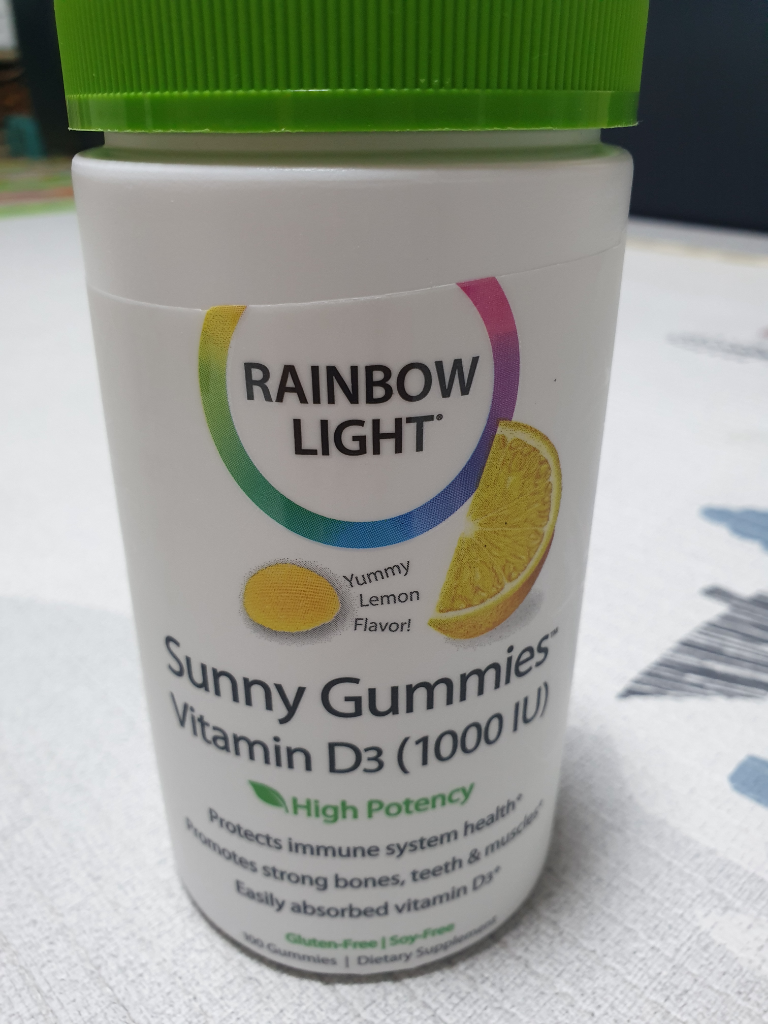 RAINBOW
LIGHT®
Yummy
Lemon
Flavor!
Sunny Gummies™
Vitamin D3 (1000 IU)
High Potency
Protects immune system health*
Promotes strong bones, teeth & muscles*
Easily absorbed vitamin D3*
Gluten-Free | Soy-Free
100 Gummies | Dietary Supplement